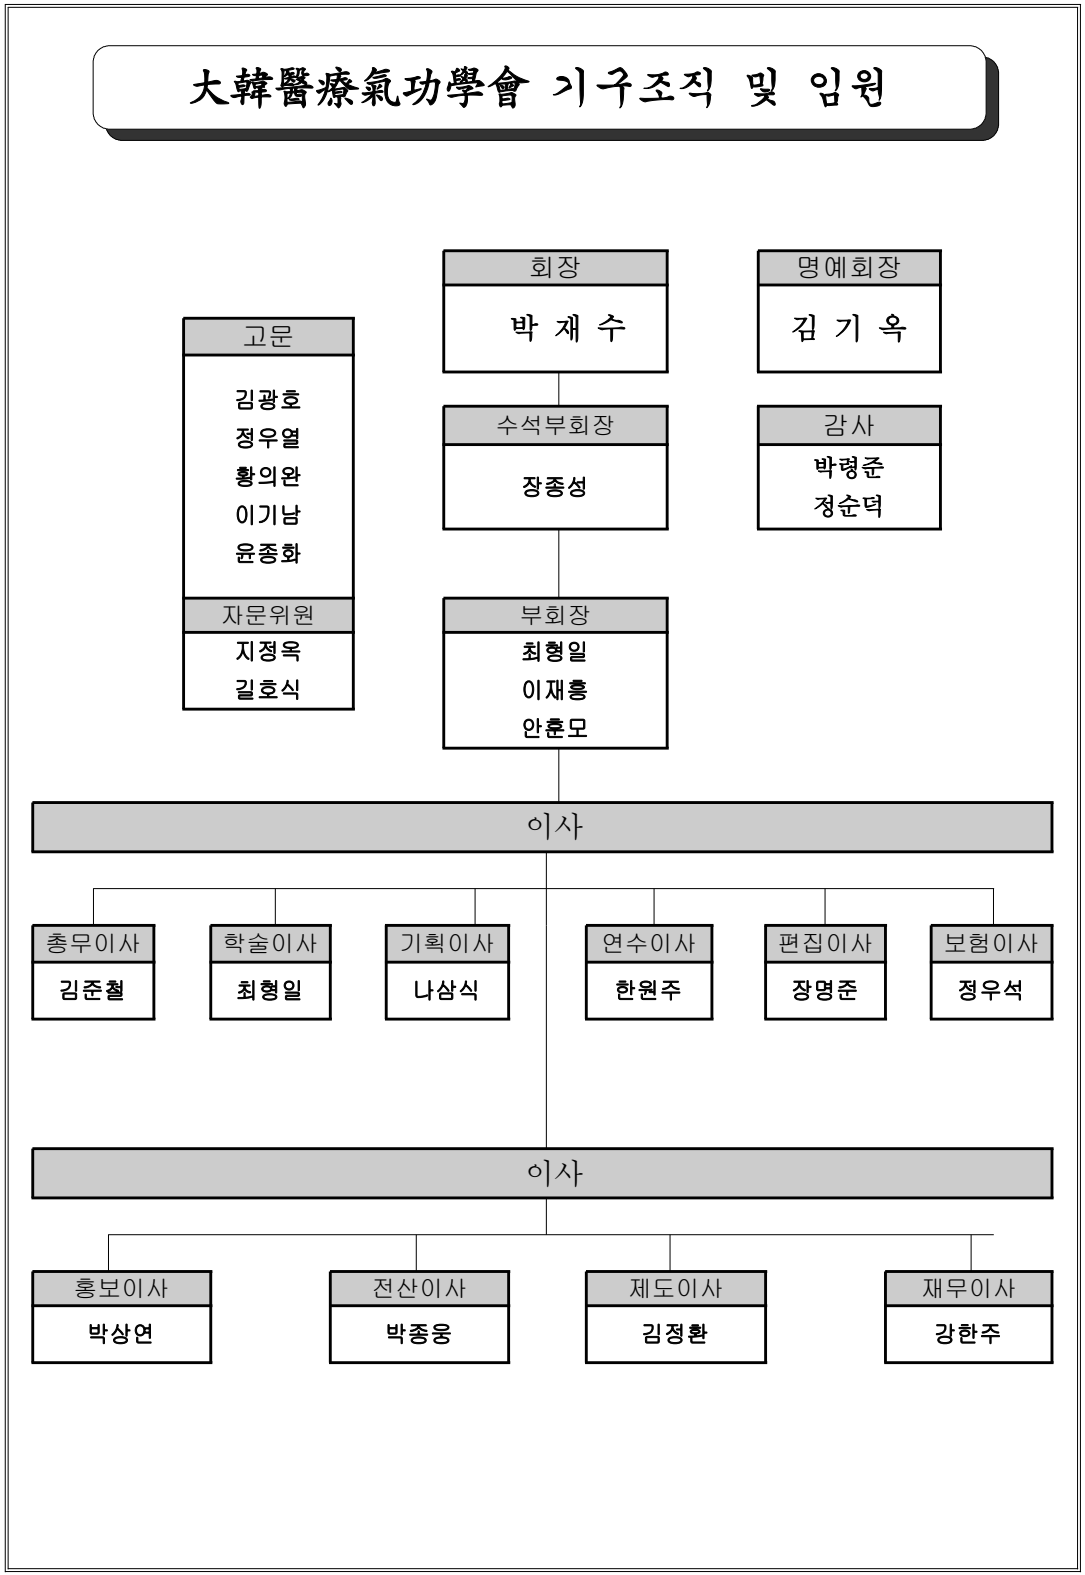 大韓醫療氣功學會 기구조직 및 임원
회장
박 재 수
명예회장
김 기 옥
고문
김광호
정우열
황의완
이기남
윤종화
자문위원
지정옥
길호식
수석부회장
장종성
감사
박령준
정순덕
부회장
최형일
이재흥
안훈모
이사
총무이사
김준철
학술이사
최형일
기획이사
나삼식
연수이사
한원주
편집이사
장명준
보험이사
정우석
이사
홍보이사
박상연
전산이사
박종웅
제도이사
김정환
재무이사
강한주